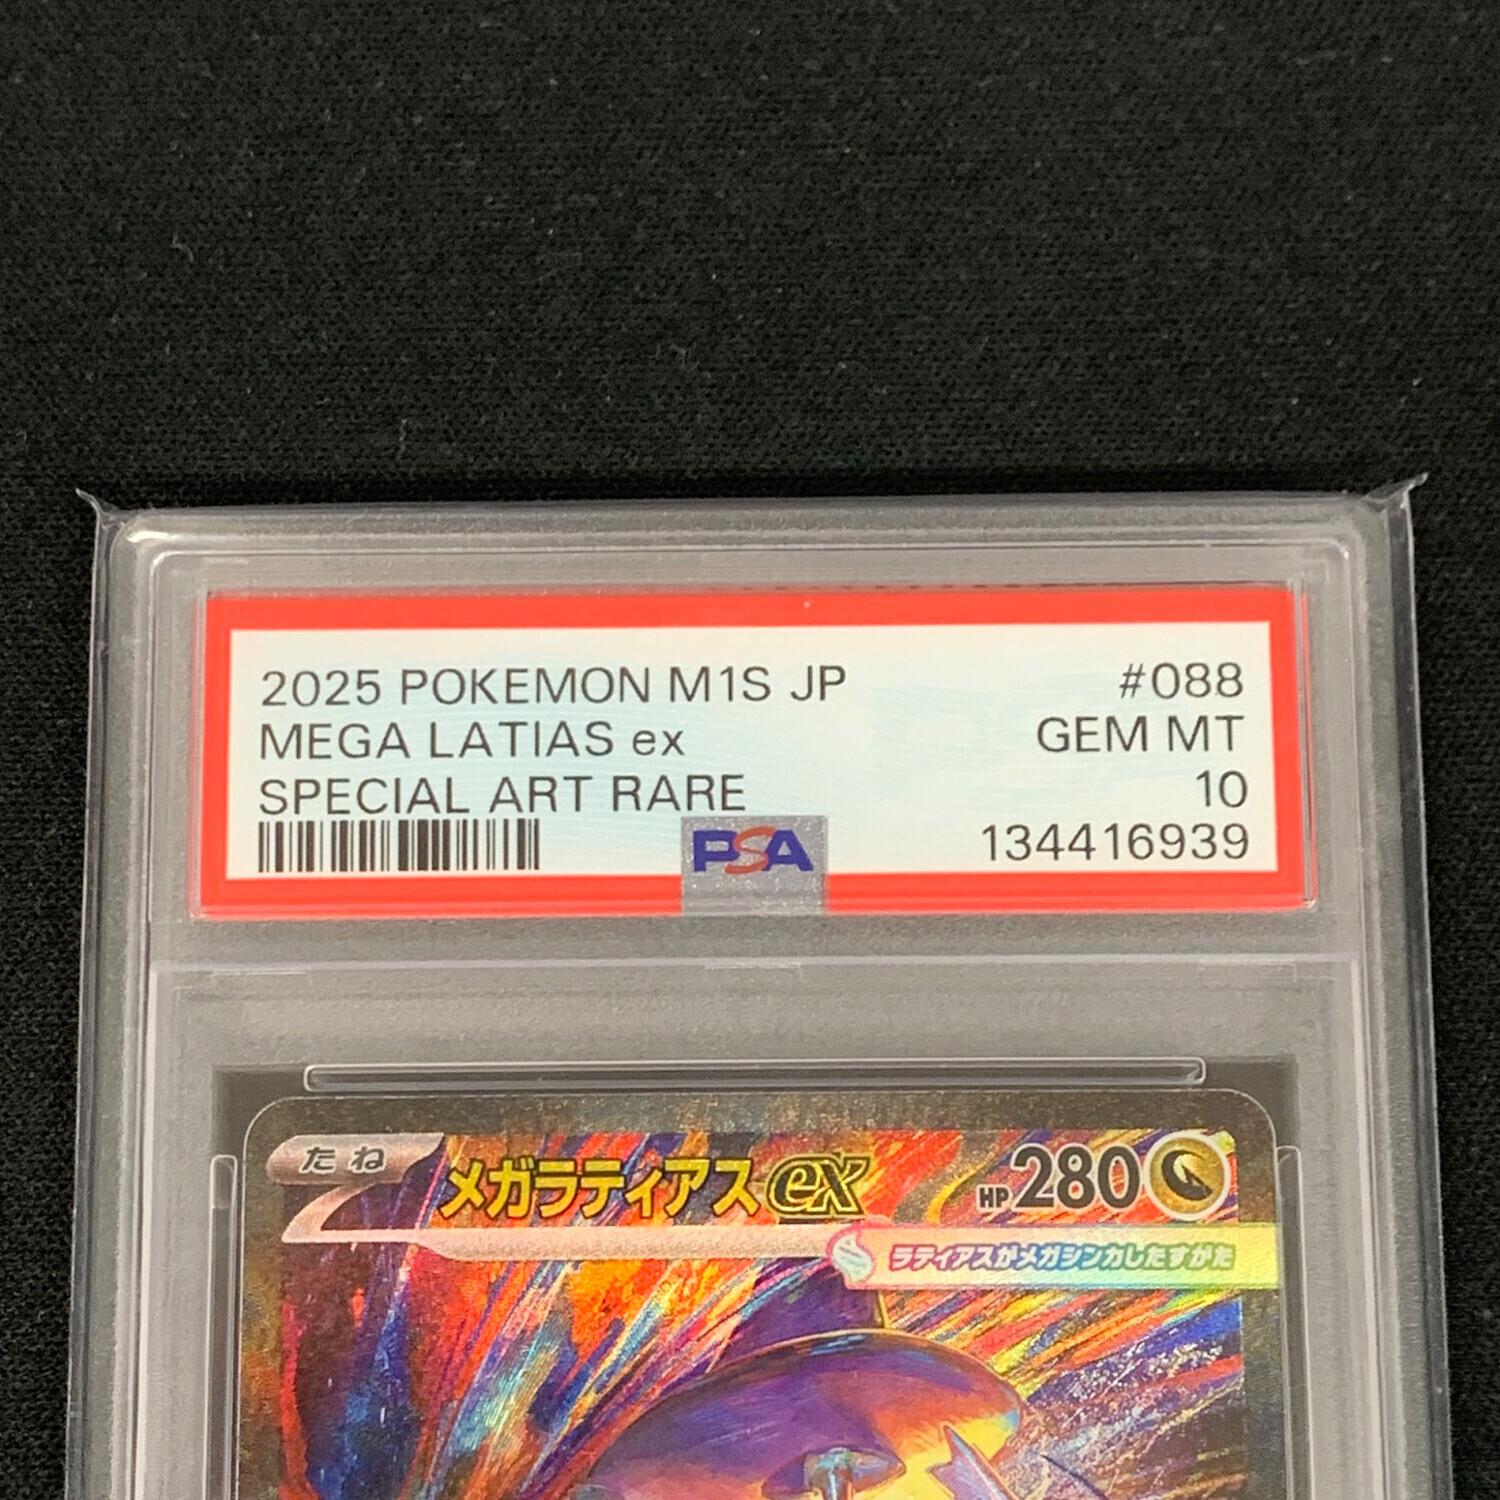 2025 POKEMON M1S JP #088
MEGA LATIAS ex GEM MT
SPECIAL ART RARE 10
PSA 134416939
たね メガラティアスex HP280
ラティアスがメガシンカしたすがた